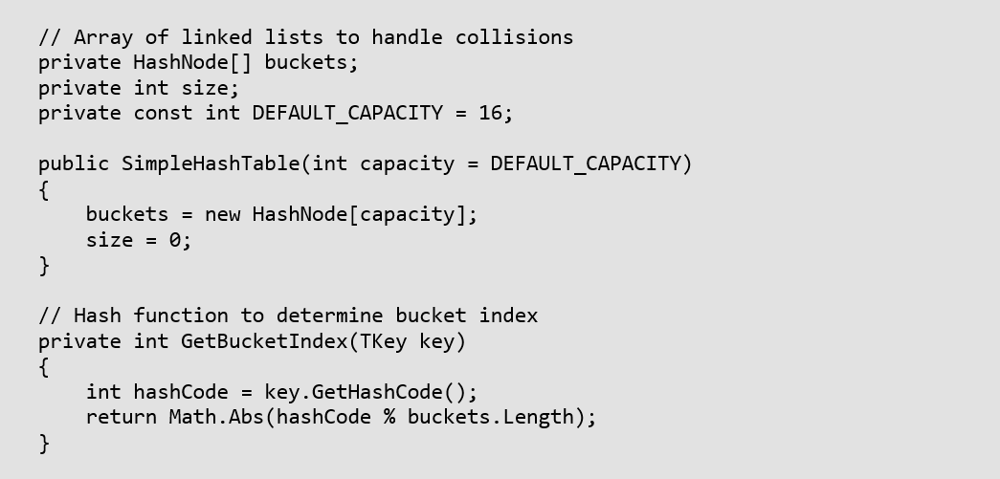 // Array of linked lists to handle collisions
private HashNode[] buckets;
private int size;
private const int DEFAULT_CAPACITY = 16;

public SimpleHashTable(int capacity = DEFAULT_CAPACITY)
{
    buckets = new HashNode[capacity];
    size = 0;
}

// Hash function to determine bucket index
private int GetBucketIndex(TKey key)
{
    int hashCode = key.GetHashCode();
    return Math.Abs(hashCode % buckets.Length);
}